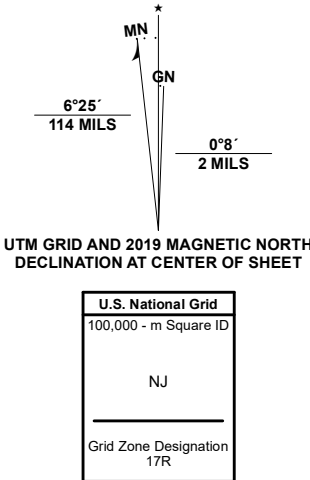 ★
MN
GN
6°25´
114 MILS
0°8´
2 MILS
UTM GRID AND 2019 MAGNETIC NORTH
DECLINATION AT CENTER OF SHEET
U.S. National Grid
100,000 - m Square ID
NJ
Grid Zone Designation
17R